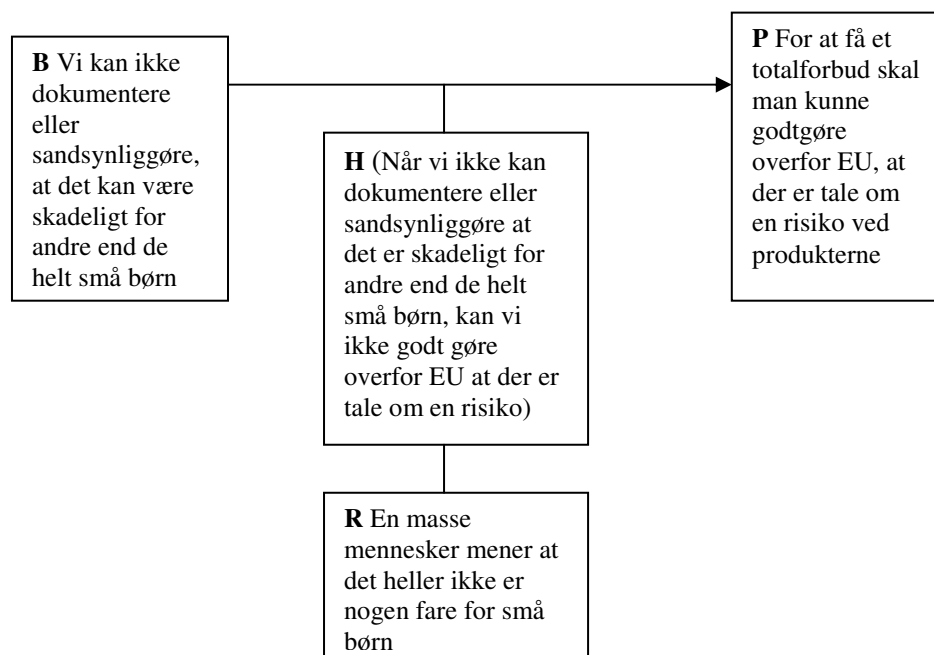 B Vi kan ikke
dokumentere
eller
sandsynliggøre,
at det kan være
skadeligt for
andre end de
helt små børn
H (Når vi ikke kan
dokumentere eller
sandsynliggøre at
det er skadeligt for
andre end de helt
små børn, kan vi
ikke godt gøre
overfor EU at der er
tale om en risiko)
R En masse
mennesker mener at
det heller ikke er
nogen fare for små
børn
P For at få et
totalforbud skal
man kunne
godtgøre
overfor EU, at
der er tale om
en risiko ved
produkterne